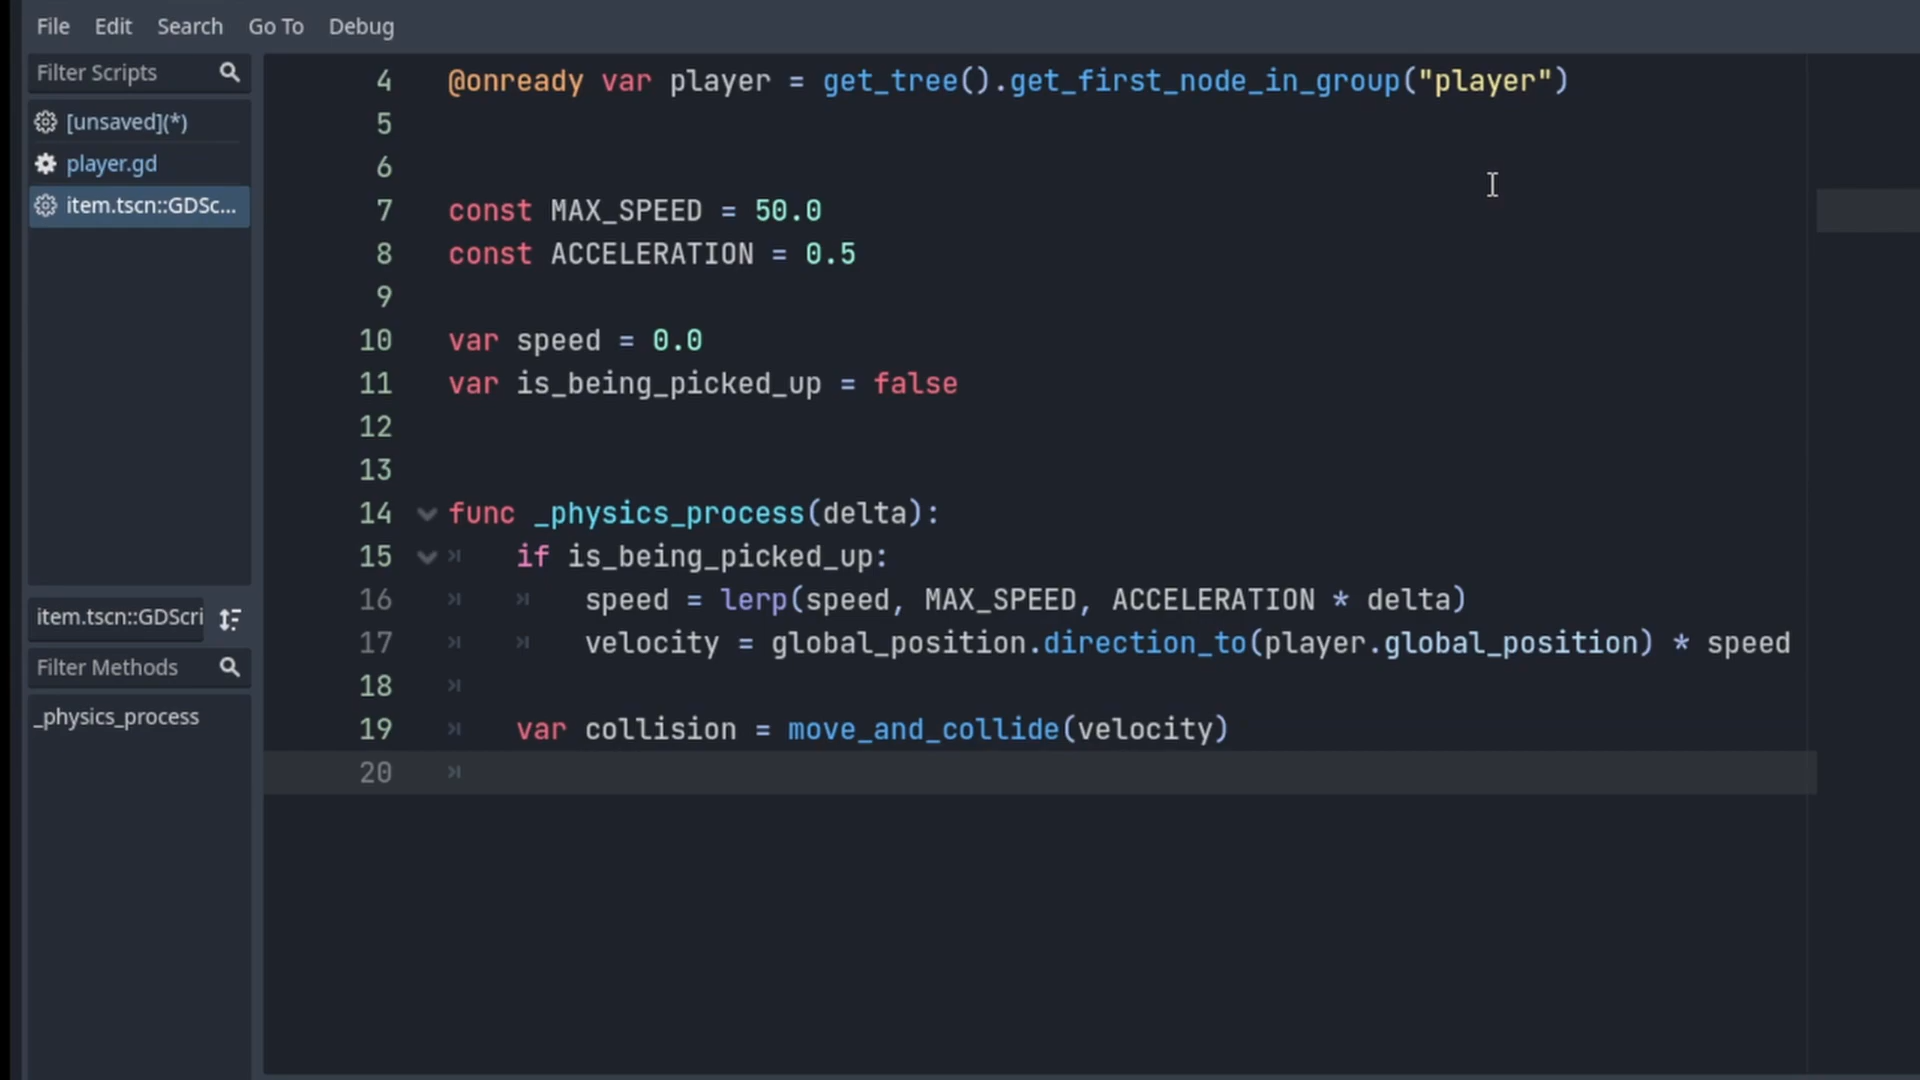 File Edit Search Go To Debug
Filter Scripts
[unsaved](*)
player.gd
item.tscn::GDSc...
item.tscn::GDScri
Filter Methods
_physics_process
4 @onready var player = get_tree().get_first_node_in_group("player")
5
6
7 const MAX_SPEED = 50.0
8 const ACCELERATION = 0.5
9
10 var speed = 0.0
11 var is_being_picked_up = false
12
13
14 func _physics_process(delta):
15 if is_being_picked_up:
16 speed = lerp(speed, MAX_SPEED, ACCELERATION * delta)
17 velocity = global_position.direction_to(player.global_position) * speed
18
19 var collision = move_and_collide(velocity)
20